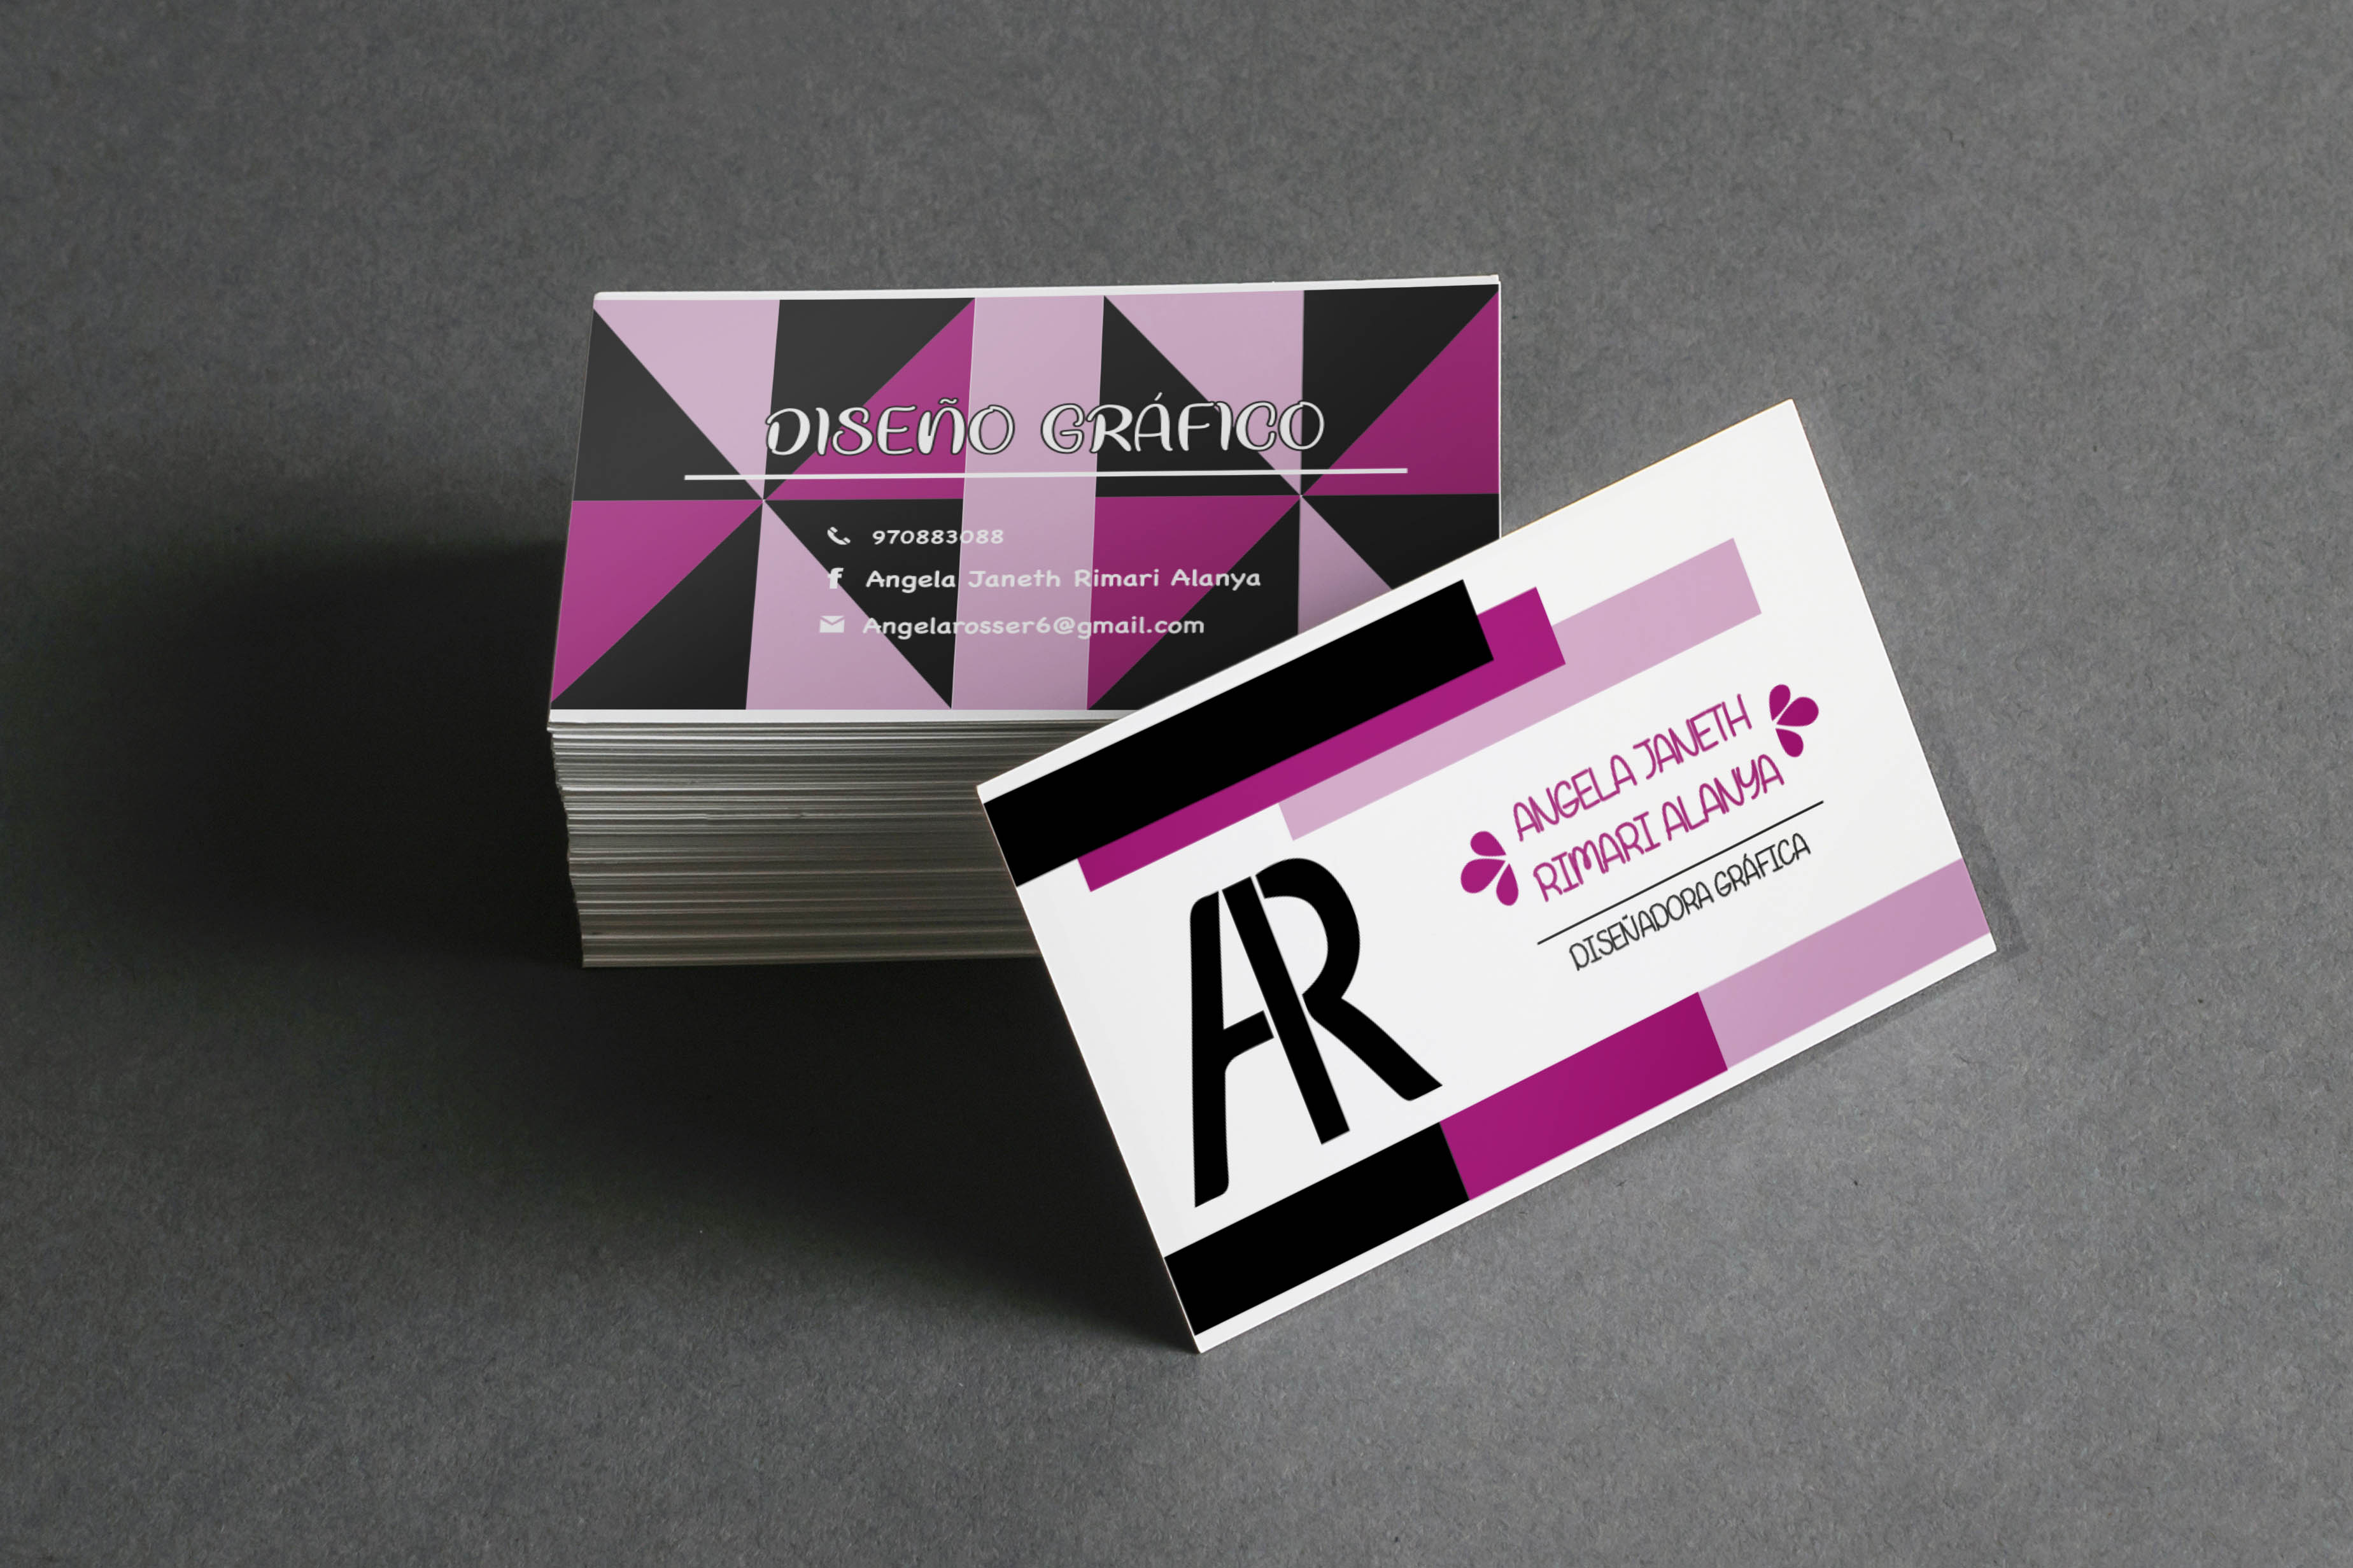 DISEÑO GRÁFICO
970883088
Angela Janeth Rimari Alanya
Angelarosser6@gmail.com
AR
ANGELA JANETH
RIMARI ALANYA
DISEÑADORA GRÁFICA